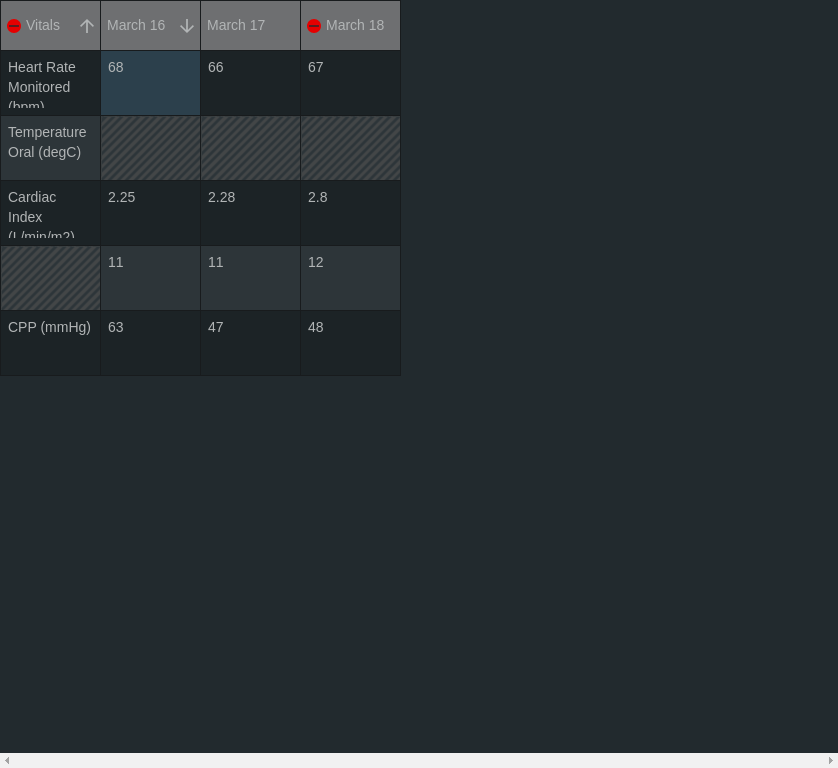 Vitals March 16 March 17 March 18
Heart Rate 68 66 67
Monitored
(bpm)
Temperature
Oral (degC)
Cardiac 2.25 2.28 2.8
Index
(L/min/m2)
11 11 12
CPP (mmHg) 63 47 48